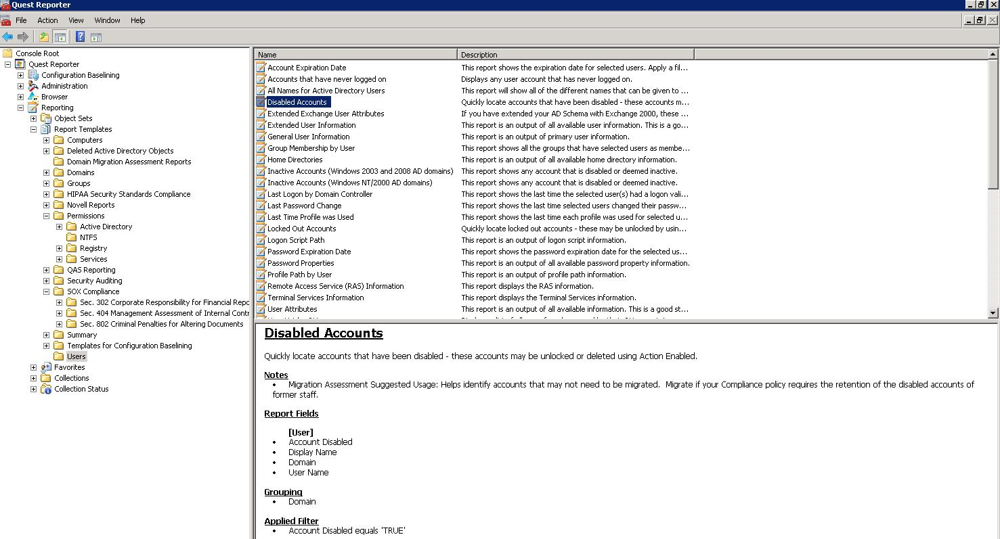 Quest Reporter
File Action View Window Help
Console Root
Quest Reporter
Configuration Baselining
Administration
Browser
Reporting
Object Sets
Report Templates
Computers
Deleted Active Directory Objects
Domain Migration Assessment Reports
Domains
Groups
HIPAA Security Standards Compliance
Novell Reports
Permissions
Active Directory
NTFS
Registry
Services
QAS Reporting
Security Auditing
SOX Compliance
Sec. 302 Corporate Responsibility for Financial Repo
Sec. 404 Management Assessment of Internal Contr
Sec. 802 Criminal Penalties for Altering Documents
Summary
Templates for Configuration Baselining
Users
Favorites
Collections
Collection Status
Name Description
Account Expiration Date This report shows the expiration date for selected users. Apply a fil...
Accounts that have never logged on Displays any user account that has never logged on.
All Names for Active Directory Users This report will show all of the different names that can be given to ...
Disabled Accounts Quickly locate accounts that have been disabled - these accounts m...
Extended Exchange User Attributes If you have extended your AD Schema with Exchange 2000, these ...
Extended User Information This report is an output of all available user information. This is a go...
General User Information This report is an output of primary user information.
Group Membership by User This report shows all the groups that have selected users as membe...
Home Directories This report is an output of all available home directory information.
Inactive Accounts (Windows 2003 and 2008 AD domains) This report shows any account that is disabled or deemed inactive.
Inactive Accounts (Windows NT/2000 AD domains) This report shows any account that is disabled or deemed inactive.
Last Logon by Domain Controller This report shows the last time the selected user(s) had a logon vali...
Last Password Change This report shows the last time selected users changed their passw...
Last Time Profile was Used This report shows the last time each profile was used for selected u...
Locked Out Accounts Quickly locate locked out accounts - these may be unlocked by usin...
Logon Script Path This report is an output of logon script information.
Password Expiration Date This report shows the password expiration date for the selected us...
Password Properties This report is an output of all available password property information.
Profile Path by User This report is an output of profile path information.
Remote Access Service (RAS) Information This report displays the RAS information.
Terminal Services Information This report displays the Terminal Services information.
User Attributes This report is an output of all available information. This is a good st...
Disabled Accounts
Quickly locate accounts that have been disabled - these accounts may be unlocked or deleted using Action Enabled.
Notes
• Migration Assessment Suggested Usage: Helps identify accounts that may not need to be migrated. Migrate if your Compliance policy requires the retention of the disabled accounts of
former staff.
Report Fields
[User]
• Account Disabled
• Display Name
• Domain
• User Name
Grouping
• Domain
Applied Filter
• Account Disabled equals 'TRUE'